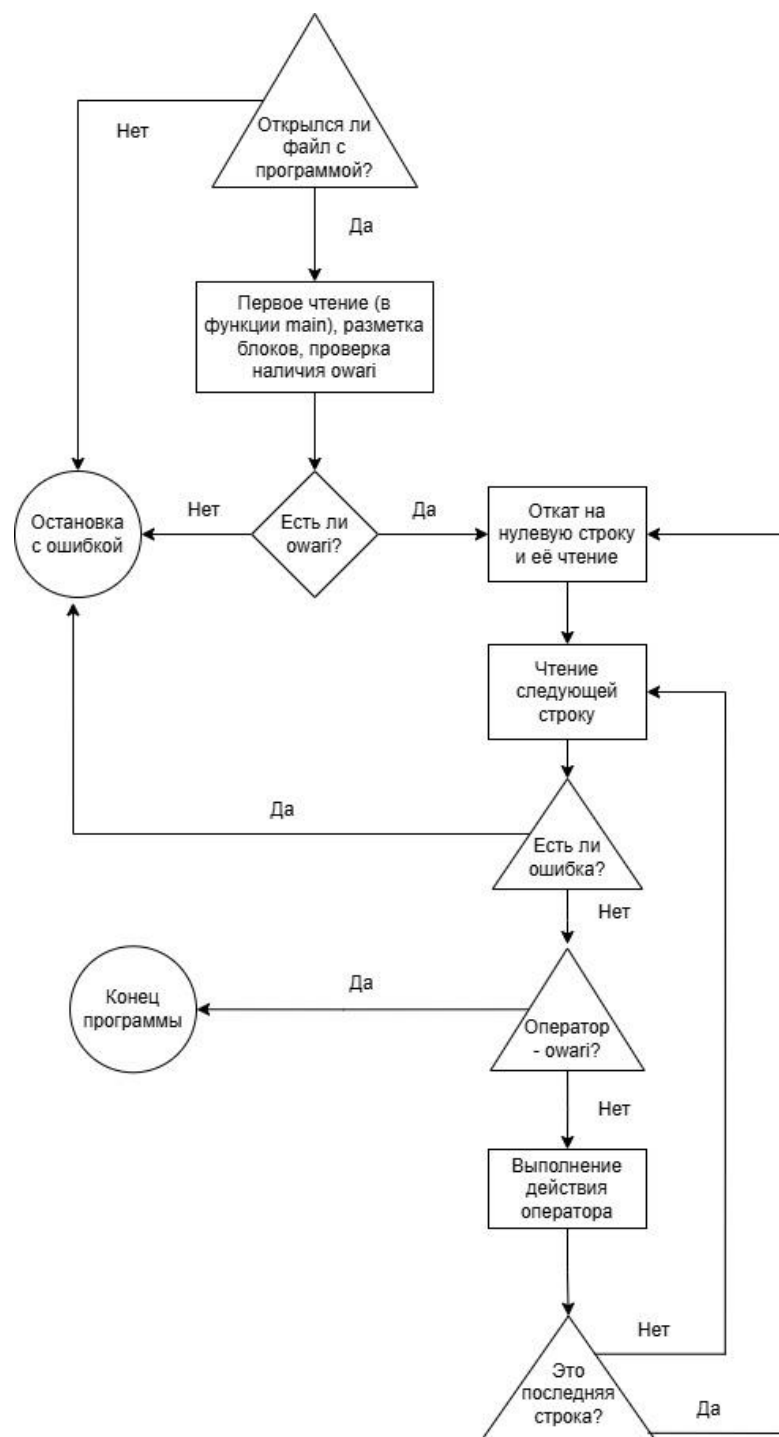 Открылся ли
файл с
программой?
Нет
Да
Первое чтение (в
функции main), разметка
блоков, проверка
наличия owari
Остановка
с ошибкой
Нет
Есть ли
owari?
Да
Откат на
нулевую строку
и её чтение
Чтение
следующей
строку
Да
Есть ли
ошибка?
Нет
Конец
программы
Да
Оператор
- owari?
Нет
Выполнение
действия
оператора
Нет
Это
последняя
строка?
Да